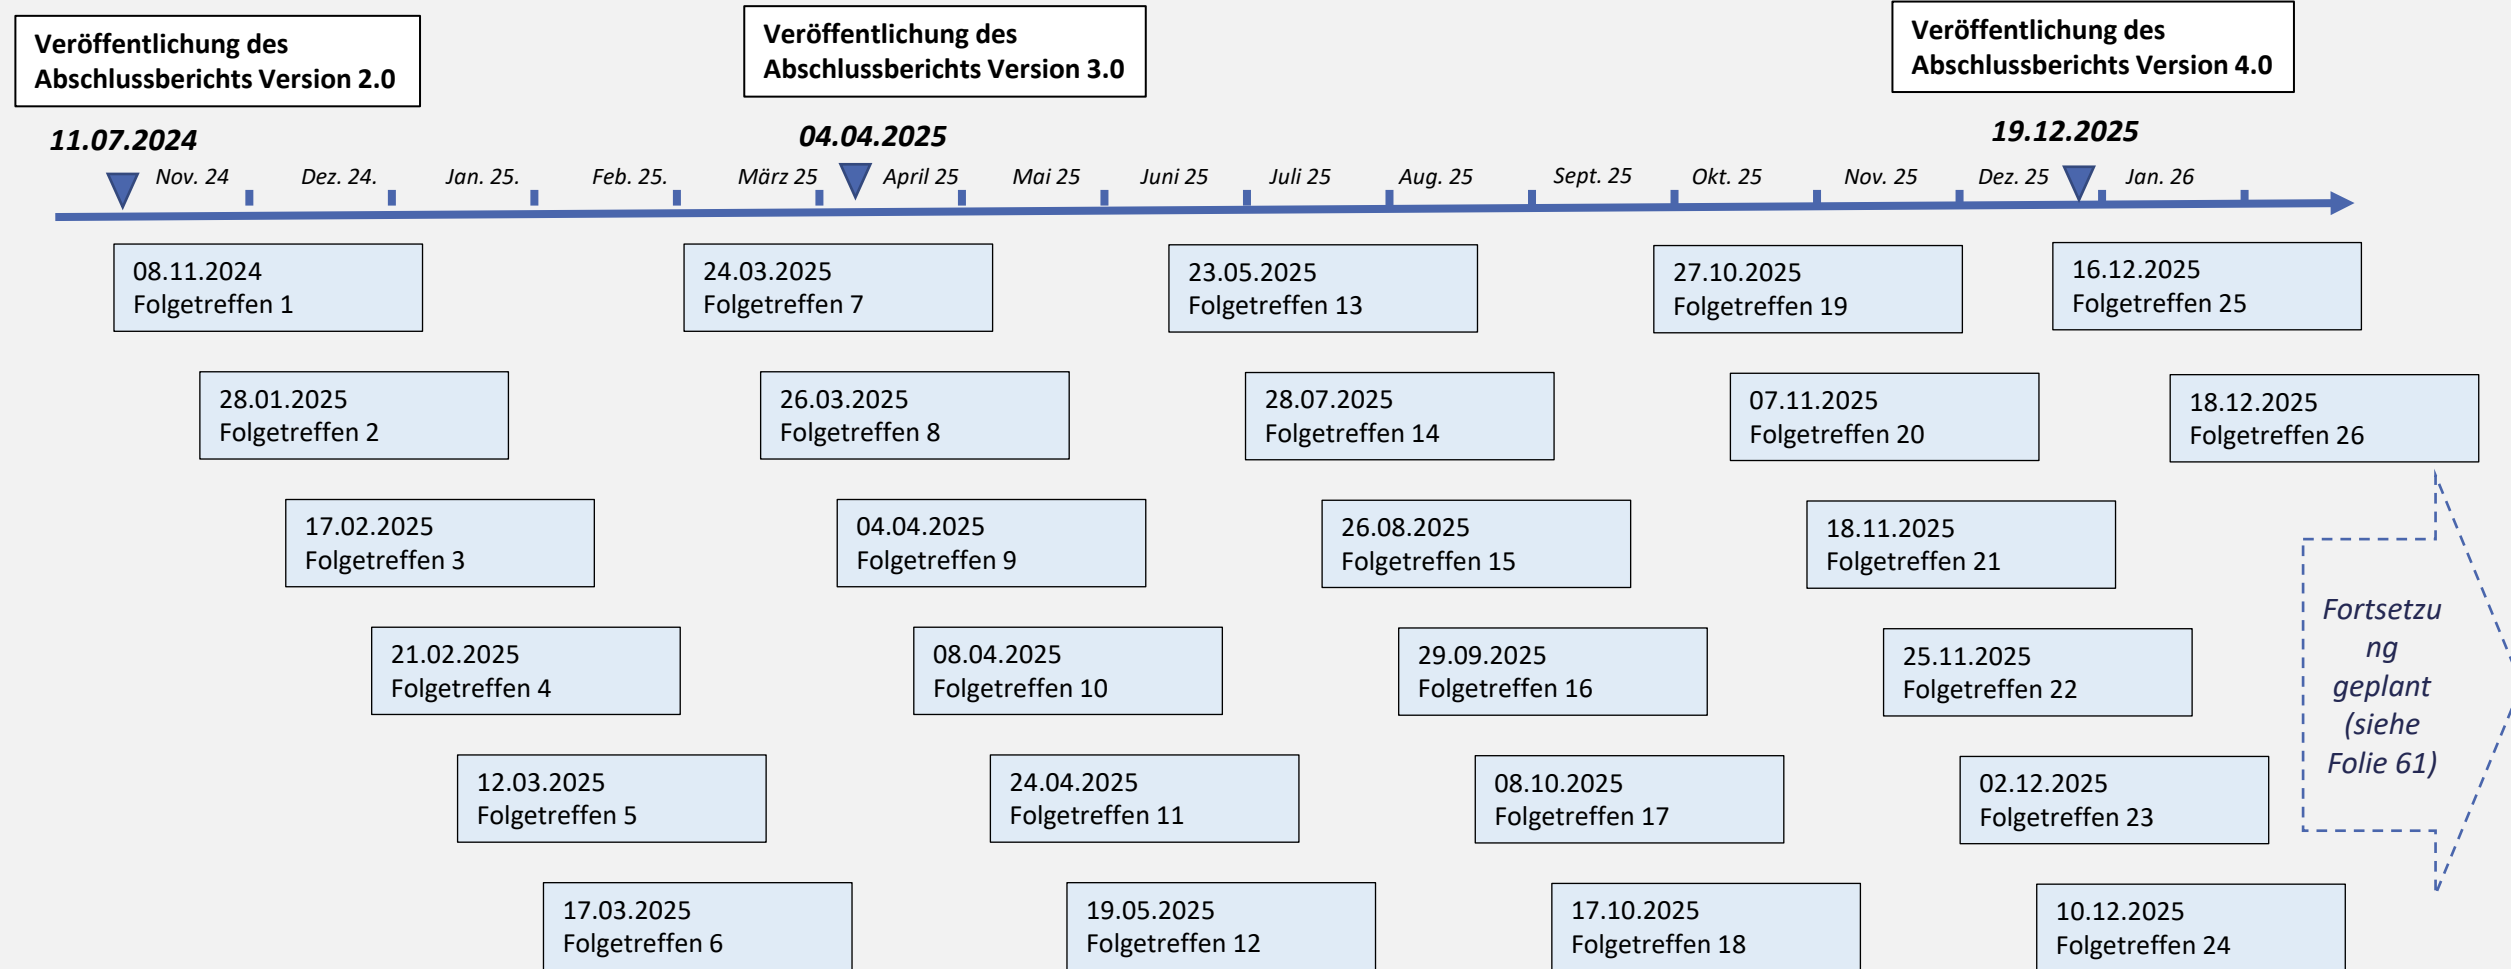 Veröffentlichung des
Abschlussberichts Version 2.0
Veröffentlichung des
Abschlussberichts Version 3.0
Veröffentlichung des
Abschlussberichts Version 4.0
11.07.2024
04.04.2025
19.12.2025
Nov. 24
Dez. 24.
Jan. 25.
Feb. 25.
März 25
April 25
Mai 25
Juni 25
Juli 25
Aug. 25
Sept. 25
Okt. 25
Nov. 25
Dez. 25
Jan. 26
08.11.2024
Folgetreffen 1
28.01.2025
Folgetreffen 2
17.02.2025
Folgetreffen 3
21.02.2025
Folgetreffen 4
12.03.2025
Folgetreffen 5
17.03.2025
Folgetreffen 6
24.03.2025
Folgetreffen 7
26.03.2025
Folgetreffen 8
04.04.2025
Folgetreffen 9
08.04.2025
Folgetreffen 10
24.04.2025
Folgetreffen 11
19.05.2025
Folgetreffen 12
23.05.2025
Folgetreffen 13
28.07.2025
Folgetreffen 14
26.08.2025
Folgetreffen 15
29.09.2025
Folgetreffen 16
08.10.2025
Folgetreffen 17
17.10.2025
Folgetreffen 18
27.10.2025
Folgetreffen 19
07.11.2025
Folgetreffen 20
18.11.2025
Folgetreffen 21
25.11.2025
Folgetreffen 22
02.12.2025
Folgetreffen 23
10.12.2025
Folgetreffen 24
16.12.2025
Folgetreffen 25
18.12.2025
Folgetreffen 26
Fortsetzu
ng
geplant
(siehe
Folie 61)